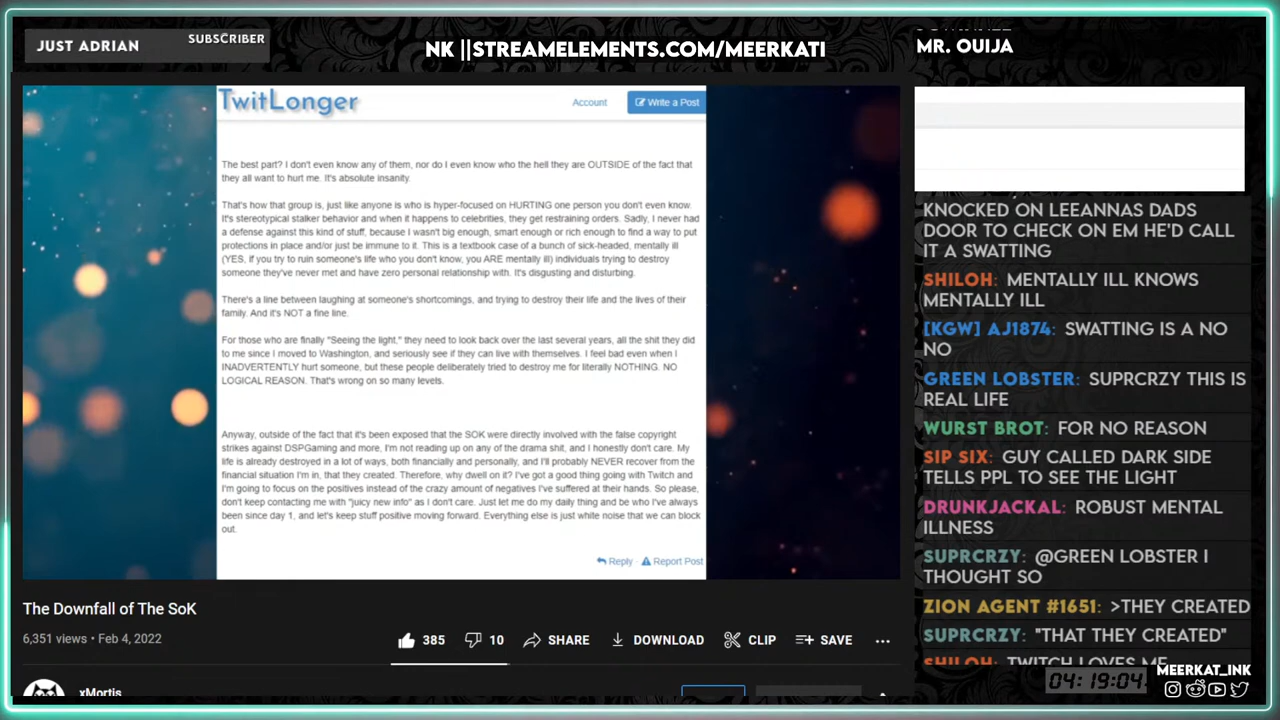 JUST ADRIAN
SUBSCRIBER
NK ||STREAMELEMENTS.COM/MEERKATI
MR. OUIJA
TwitLonger
Account
Write a Post
The best part? I don't even know any of them, nor do I even know who the hell they are OUTSIDE of the fact that
they all want to hurt me. It's absolute insanity.
That's how that group is, just like anyone is who is hyper-focused on HURTING one person you don't even know.
It's stereotypical stalker behavior and when it happens to celebrities, they get restraining orders. Sadly, I never had
a defense against this kind of stuff, because I wasn't big enough, smart enough or rich enough to find a way to put
protections in place and/or just be immune to it. This is a textbook case of a bunch of sick-headed, mentally ill
(YES, if you try to ruin someone's life who you don't know, you ARE mentally ill) individuals trying to destroy
someone they've never met and have zero personal relationship with. It's disgusting and disturbing.
There's a line between laughing at someone's shortcomings, and trying to destroy their life and the lives of their
family. And it's NOT a fine line.
For those who are finally "Seeing the light," they need to look back over the last several years, all the shit they did
to me since I moved to Washington, and seriously see if they can live with themselves. I feel bad even when I
INADVERTENTLY hurt someone, but these people deliberately tried to destroy me for literally NOTHING. NO
LOGICAL REASON. That's wrong on so many levels.
Anyway, outside of the fact that it's been exposed that the SOK were directly involved with the false copyright
strikes against DSPGaming and more, I'm not reading up on any of the drama shit, and I honestly don't care. My
life is already destroyed in a lot of ways, both financially and personally, and I'll probably NEVER recover from the
financial situation I'm in, that they created. Therefore, why dwell on it? I've got a good thing going with Twitch and
I'm going to focus on the positives instead of the crazy amount of negatives I've suffered at their hands. So please,
don't keep contacting me with "juicy new info" as I don't care. Just let me do my daily thing and be who I've always
been since day 1, and let's keep stuff positive moving forward. Everything else is just white noise that we can block
out.
Reply
Report Post
The Downfall of The SoK
6,351 views • Feb 4, 2022
385
10
SHARE
DOWNLOAD
CLIP
SAVE
xMortis
KNOCKED ON LEEANNAS DADS
DOOR TO CHECK ON EM HE'D CALL
IT A SWATTING
SHILOH: MENTALLY ILL KNOWS
MENTALLY ILL
[KGW] AJ1874: SWATTING IS A NO
NO
GREEN LOBSTER: SUPRCRZY THIS IS
REAL LIFE
WURST BROT: FOR NO REASON
SIP SIX: GUY CALLED DARK SIDE
TELLS PPL TO SEE THE LIGHT
DRUNKJACKAL: ROBUST MENTAL
ILLNESS
SUPRCRZY: @GREEN LOBSTER I
THOUGHT SO
ZION AGENT #1651: >THEY CREATED
SUPRCRZY: "THAT THEY CREATED"
SHILOH: TWITCH LOVES ME
04:19:04
MEERKAT_INK